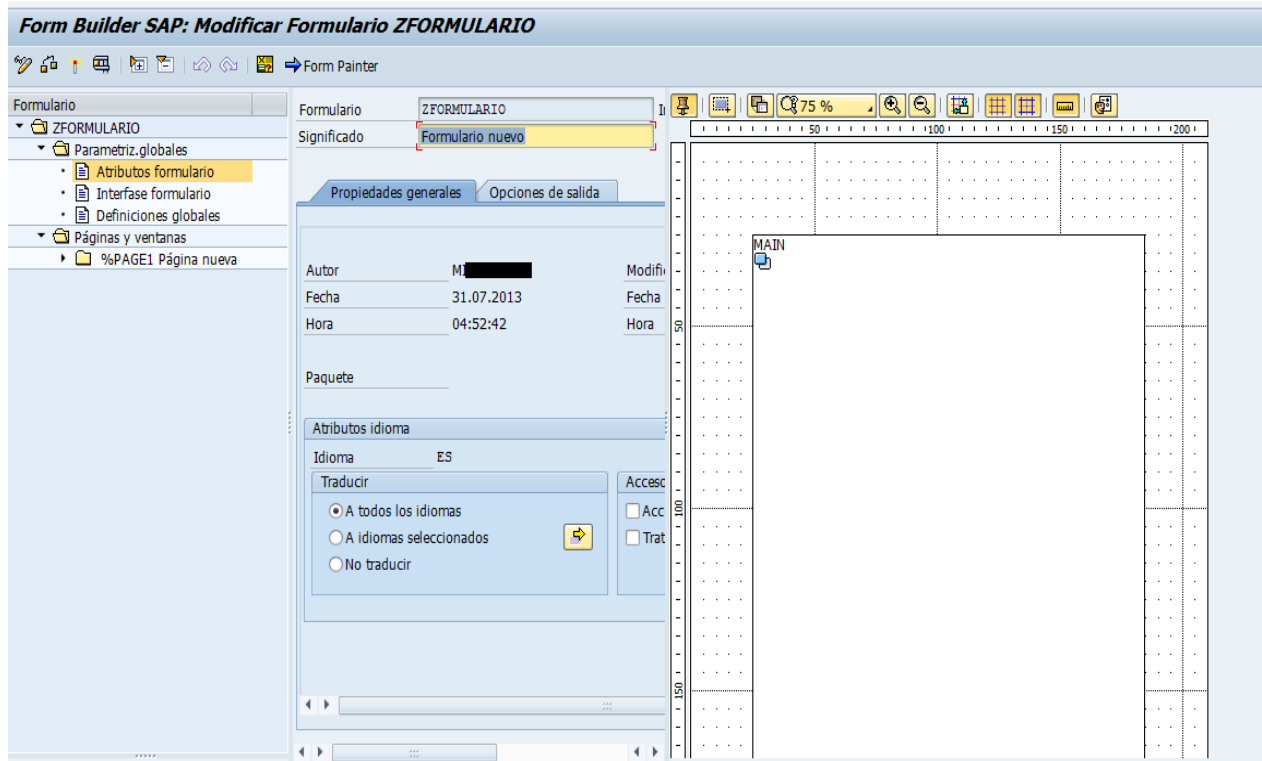 Form Builder SAP: Modificar Formulario ZFORMULARIO
Form Painter
Formulario
ZFORMULARIO
Parametriz.globales
Atributos formulario
Interfase formulario
Definiciones globales
Páginas y ventanas
%PAGE1 Página nueva
Formulario ZFORMULARIO
Significado Formulario nuevo
Propiedades generales Opciones de salida
Autor
Fecha 31.07.2013 Fecha
Hora 04:52:42 Hora
Paquete
Atributos idioma
Idioma ES
Traducir
A todos los idiomas
A idiomas seleccionados
No traducir
75 %
50 100 150 200
MAIN
50
100
150